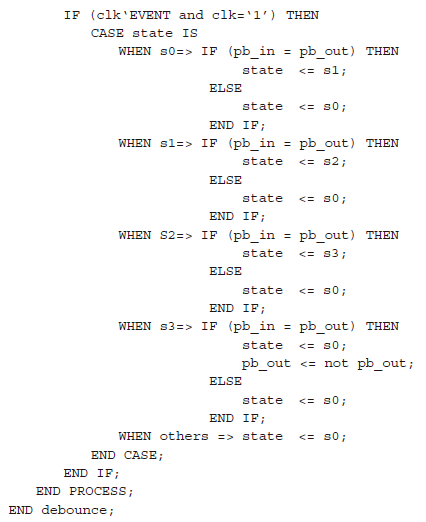 IF (clk‘EVENT and clk=‘1’) THEN
CASE state IS
WHEN s0=> IF (pb_in = pb_out) THEN
state <= s1;
ELSE
state <= s0;
END IF;
WHEN s1=> IF (pb_in = pb_out) THEN
state <= s2;
ELSE
state <= s0;
END IF;
WHEN S2=> IF (pb_in = pb_out) THEN
state <= s3;
ELSE
state <= s0;
END IF;
WHEN s3=> IF (pb_in = pb_out) THEN
state <= s0;
pb_out <= not pb_out;
ELSE
state <= s0;
END IF;
WHEN others => state <= s0;
END CASE;
END IF;
END PROCESS;
END debounce;